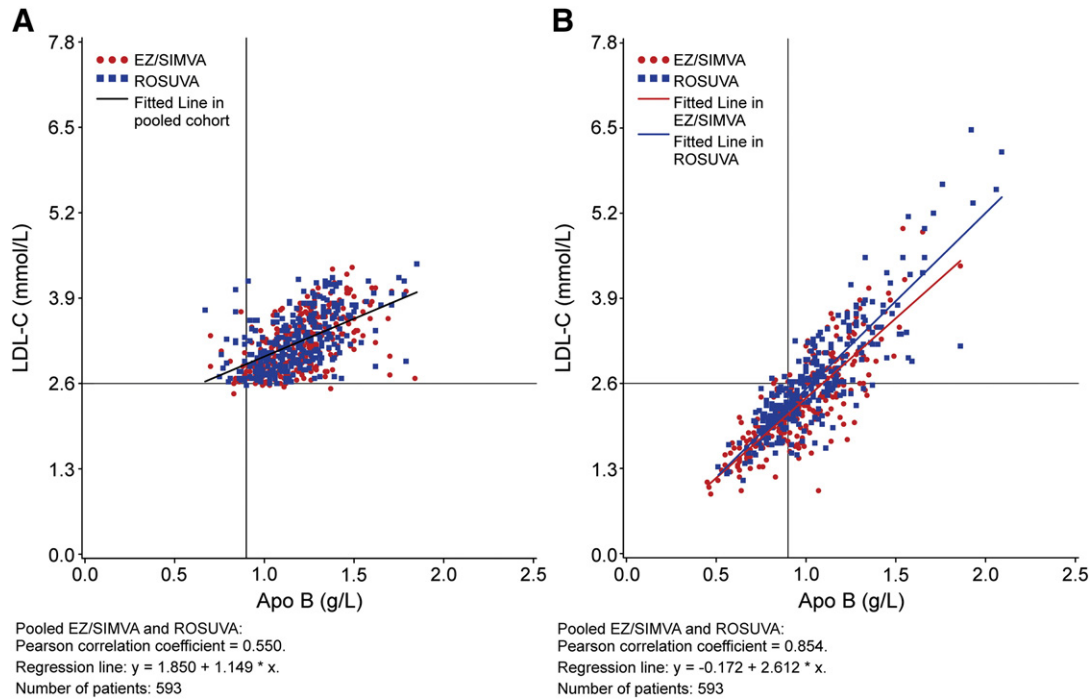 A
7.8
6.5
5.2
3.9
2.6
1.3
0.0
LDL-C (mmol/L)
EZ/SIMVA
ROSUVA
Fitted Line in
pooled cohort
0.0 0.5 1.0 1.5 2.0 2.5
Apo B (g/L)
Pooled EZ/SIMVA and ROSUVA:
Pearson correlation coefficient = 0.550.
Regression line: y = 1.850 + 1.149 * x.
Number of patients: 593
B
7.8
6.5
5.2
3.9
2.6
1.3
0.0
LDL-C (mmol/L)
EZ/SIMVA
ROSUVA
Fitted Line in
EZ/SIMVA
Fitted Line in
ROSUVA
0.0 0.5 1.0 1.5 2.0 2.5
Apo B (g/L)
Pooled EZ/SIMVA and ROSUVA:
Pearson correlation coefficient = 0.854.
Regression line: y = -0.172 + 2.612 * x.
Number of patients: 593